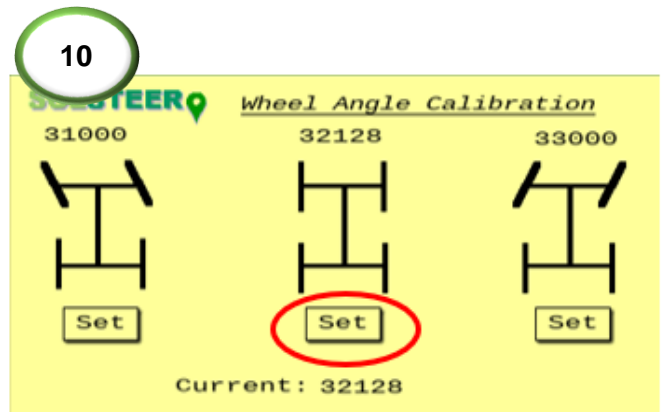 10
Wheel Angle Calibration
31000 32128 33000
Set Set Set
Current: 32128